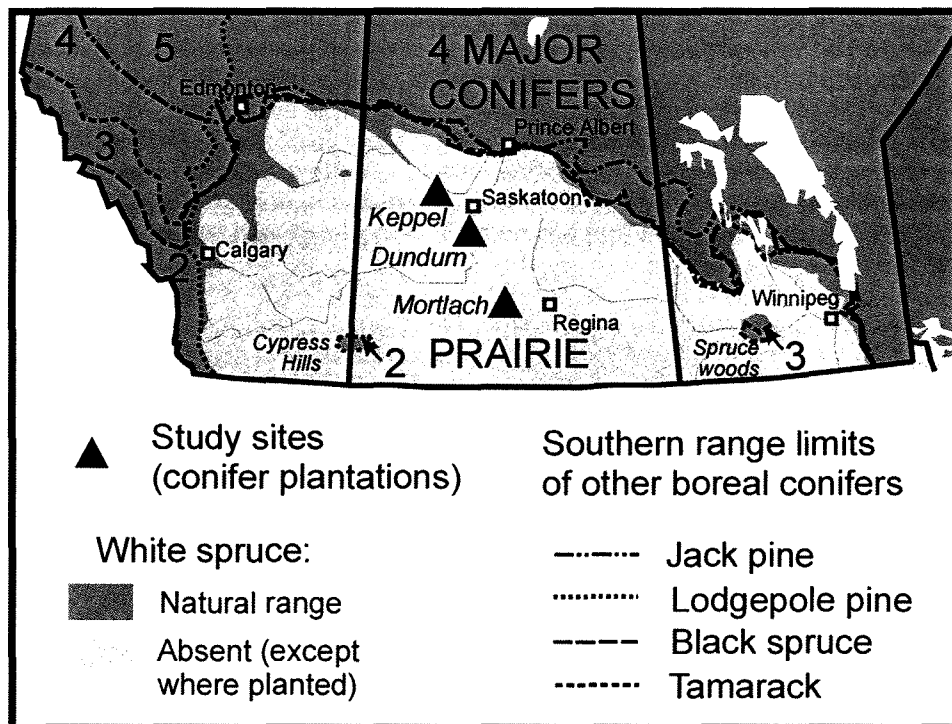 4
5
4 MAJOR
CONIFERS
Edmonton
Prince Albert
3
Keppel
Saskatoon
2
Calgary
Dundurn
Mortlach
Regina
Winnipeg
Cypress
Hills
2
PRAIRIE
Spruce
woods
3
Study sites
(conifer plantations)
Southern range limits
of other boreal conifers
White spruce:
Natural range
Absent (except
where planted)
Jack pine
Lodgepole pine
Black spruce
Tamarack